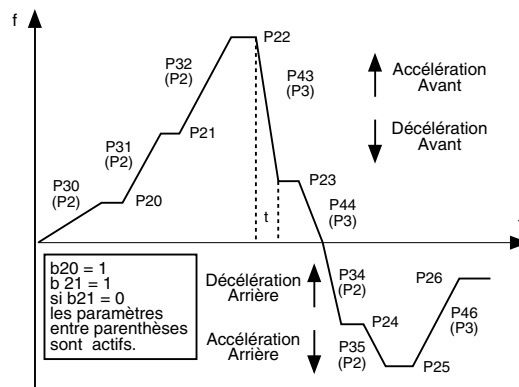 f
P22
P32
(P2)
P43
(P3)
Accélération
Avant
P31
(P2)
P21
Décélération
Avant
P30
(P2)
P20
P23
t
P44
(P3)
b20 = 1
b 21 = 1
si b21 = 0
les paramètres
entre parenthèses
sont actifs.
Décélération
Arrière
P34
(P2)
P26
Accélération
Arrière
P24
P35
(P2)
P46
(P3)
P25